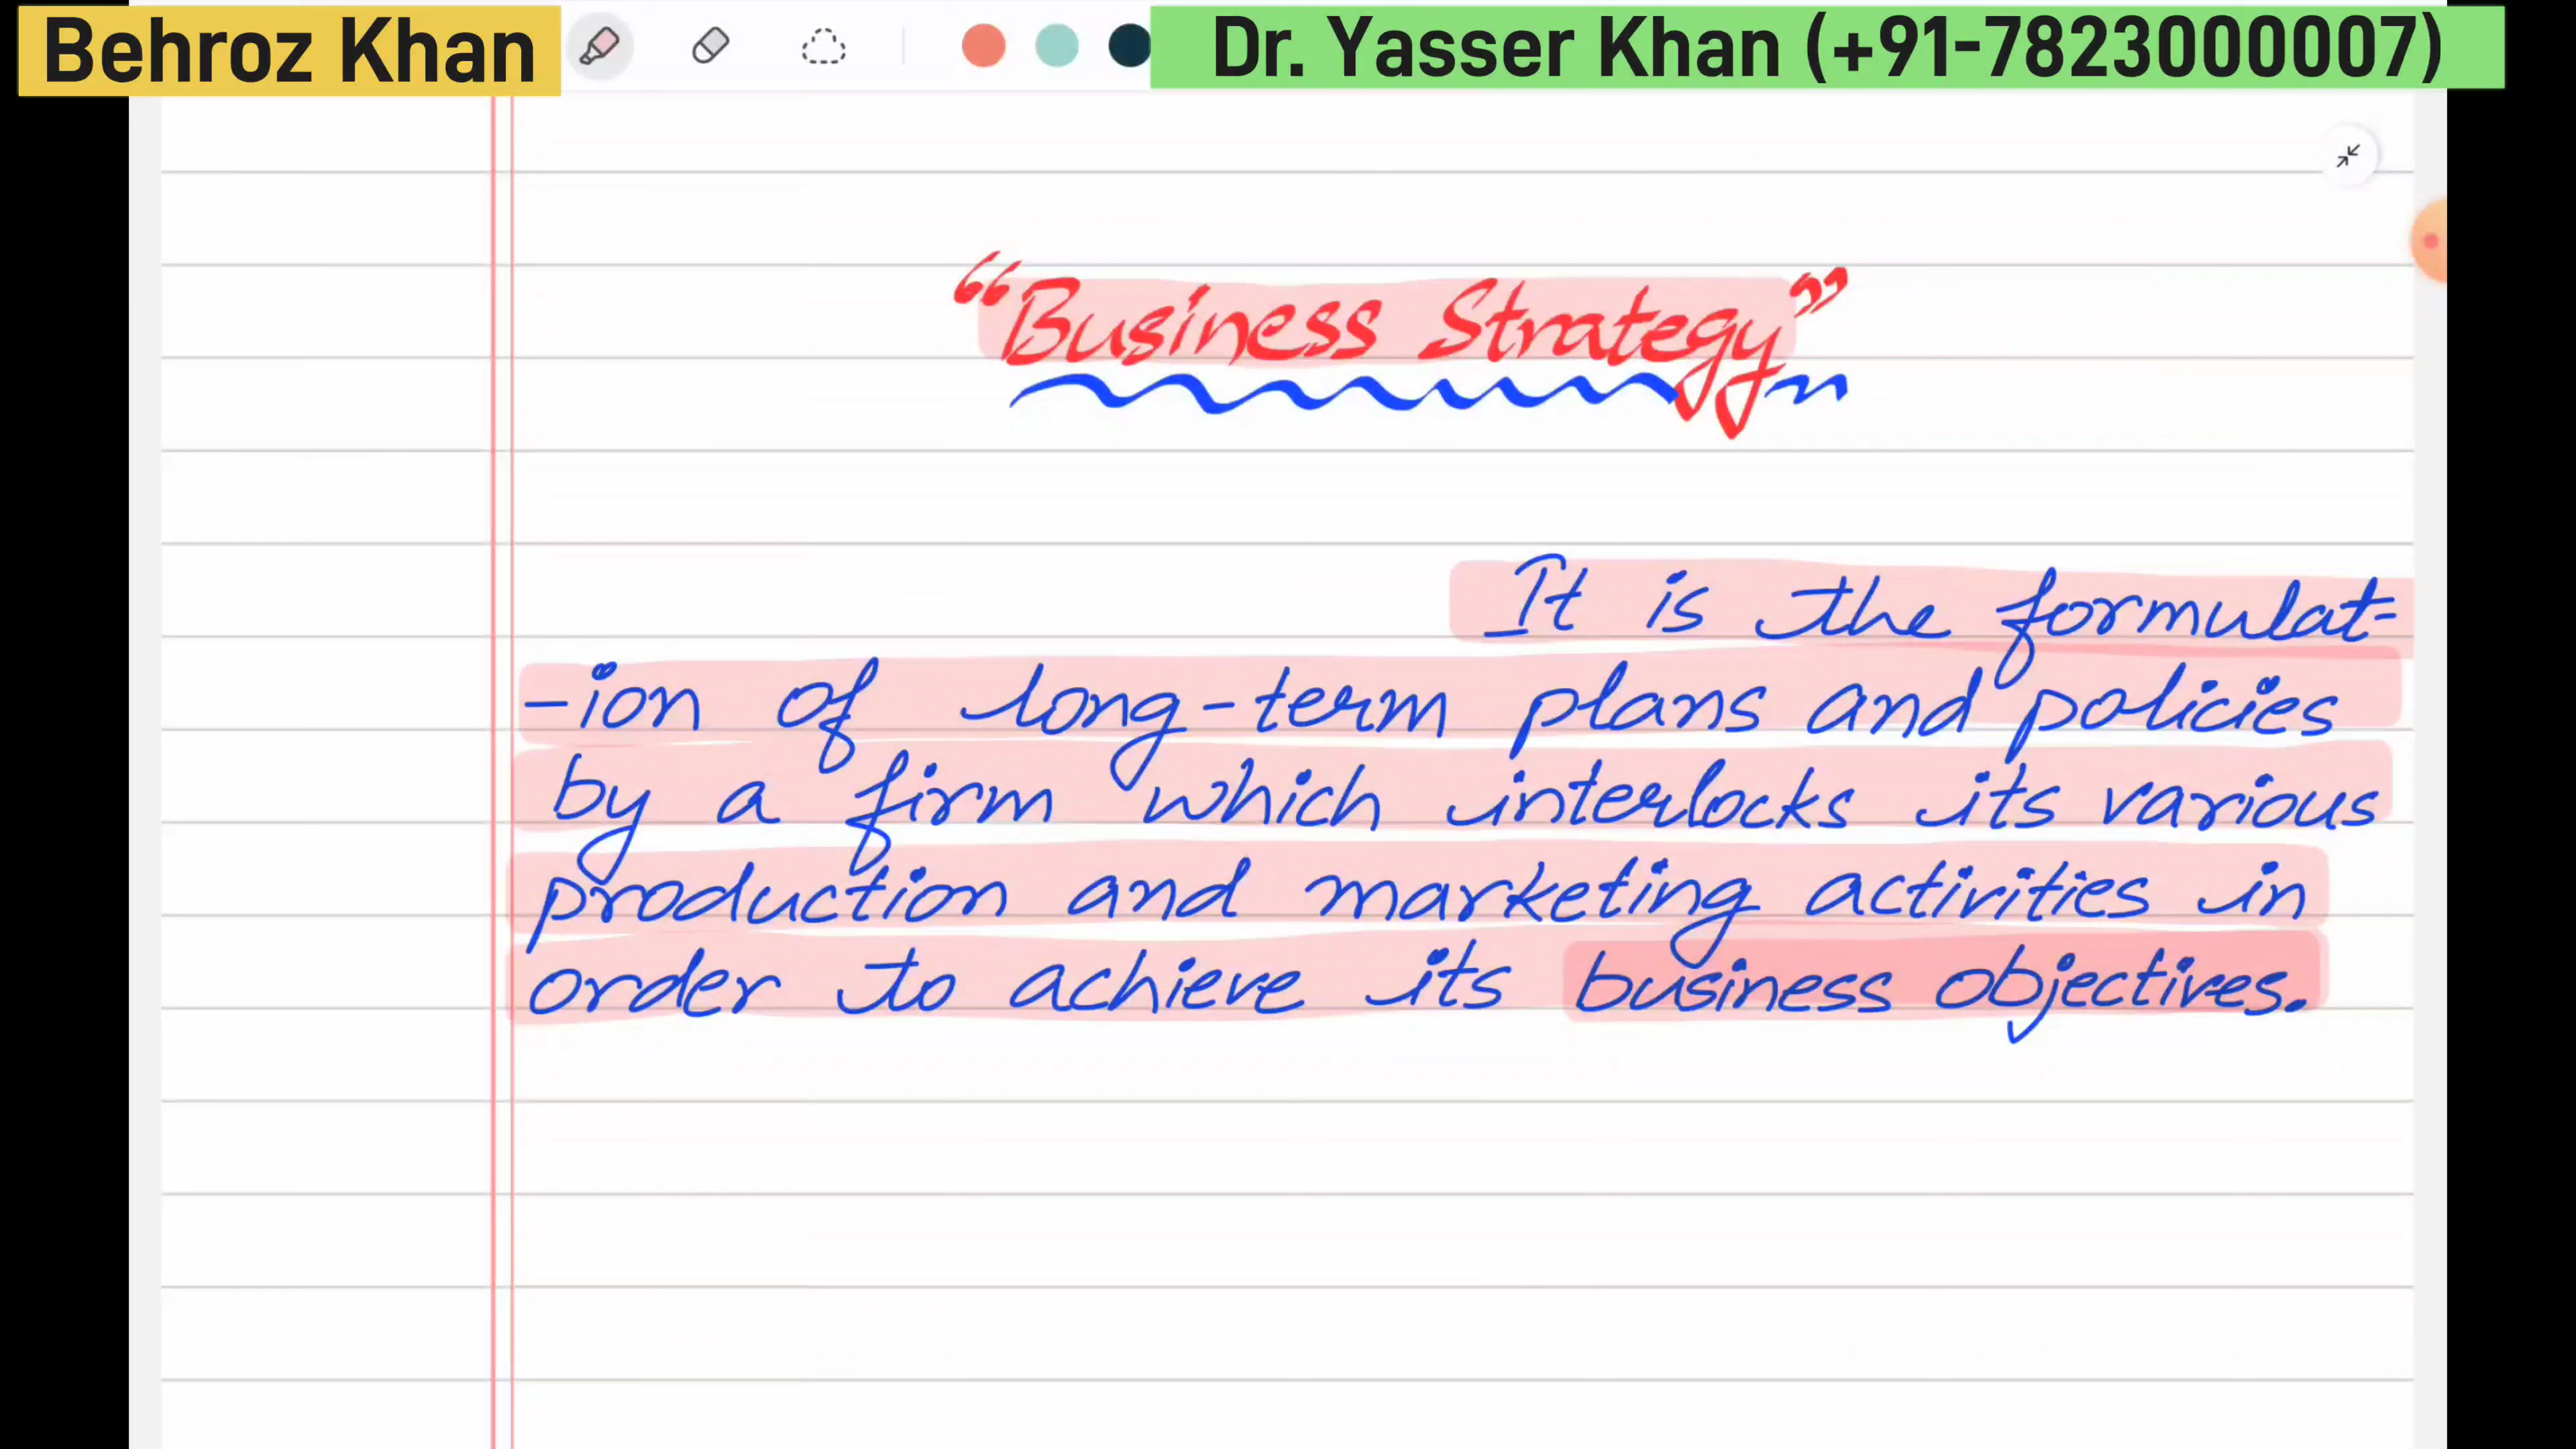 Behroz Khan
Dr. Yasser Khan (+91-7823000007)
“Business Strategy”
It is the formulat-
-ion of long-term plans and policies
by a firm which interlocks its various
production and marketing activities in
order to achieve its business objectives.